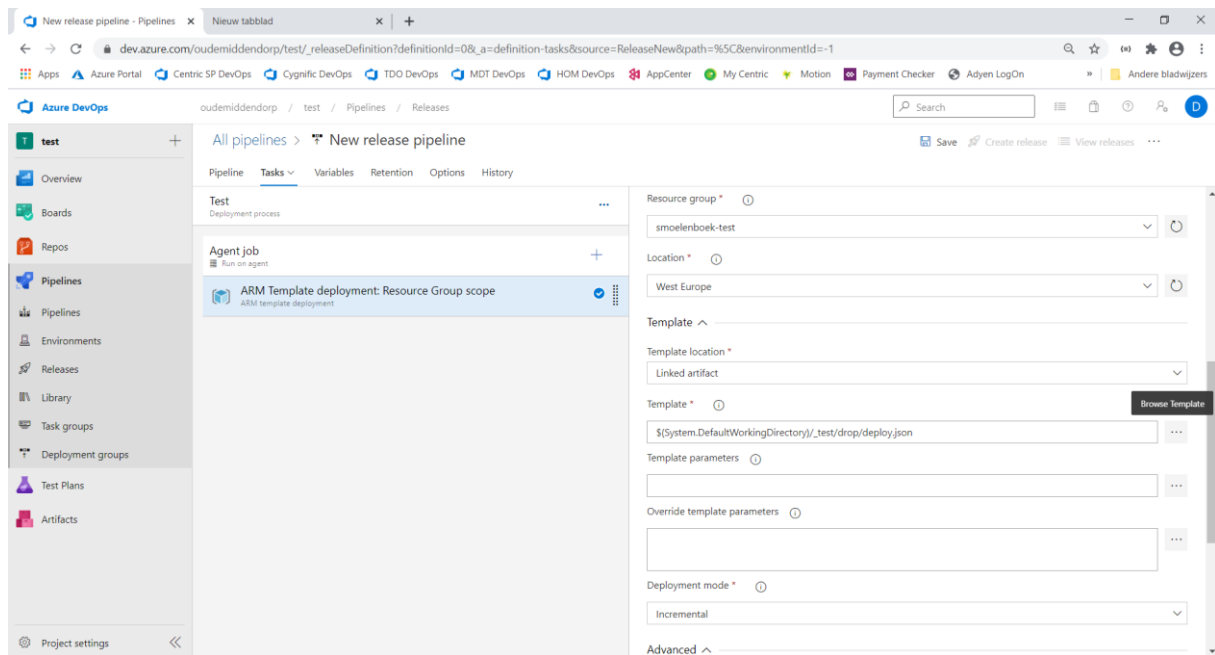 New release pipeline - Pipelines
Nieuw tabblad
dev.azure.com/oudemiddendorp/test/_releaseDefinition?definitionId=0&_a=definition-tasks&source=ReleaseNew&path=%5C&environmentId=-1
Apps Azure Portal Centric SP DevOps Cygnific DevOps TDO DevOps MDT DevOps HOM DevOps AppCenter My Centric Motion Payment Checker Adyen LogOn » Andere bladwijzers
Azure DevOps
oudemiddendorp / test / Pipelines / Releases
Search
D
T test
All pipelines > New release pipeline
Save Create release View releases ...
Overview
Boards
Repos
Pipelines
Pipelines
Environments
Releases
Library
Task groups
Deployment groups
Test Plans
Artifacts
Project settings
Pipeline Tasks Variables Retention Options History
Test
Deployment process
Agent job
Run on agent
ARM Template deployment: Resource Group scope
ARM template deployment
Resource group *
smoelenboek-test
Location *
West Europe
Template
Template location *
Linked artifact
Template *
Browse Template
$(System.DefaultWorkingDirectory)/_test/drop/deploy.json
Template parameters
Override template parameters
Deployment mode *
Incremental
Advanced